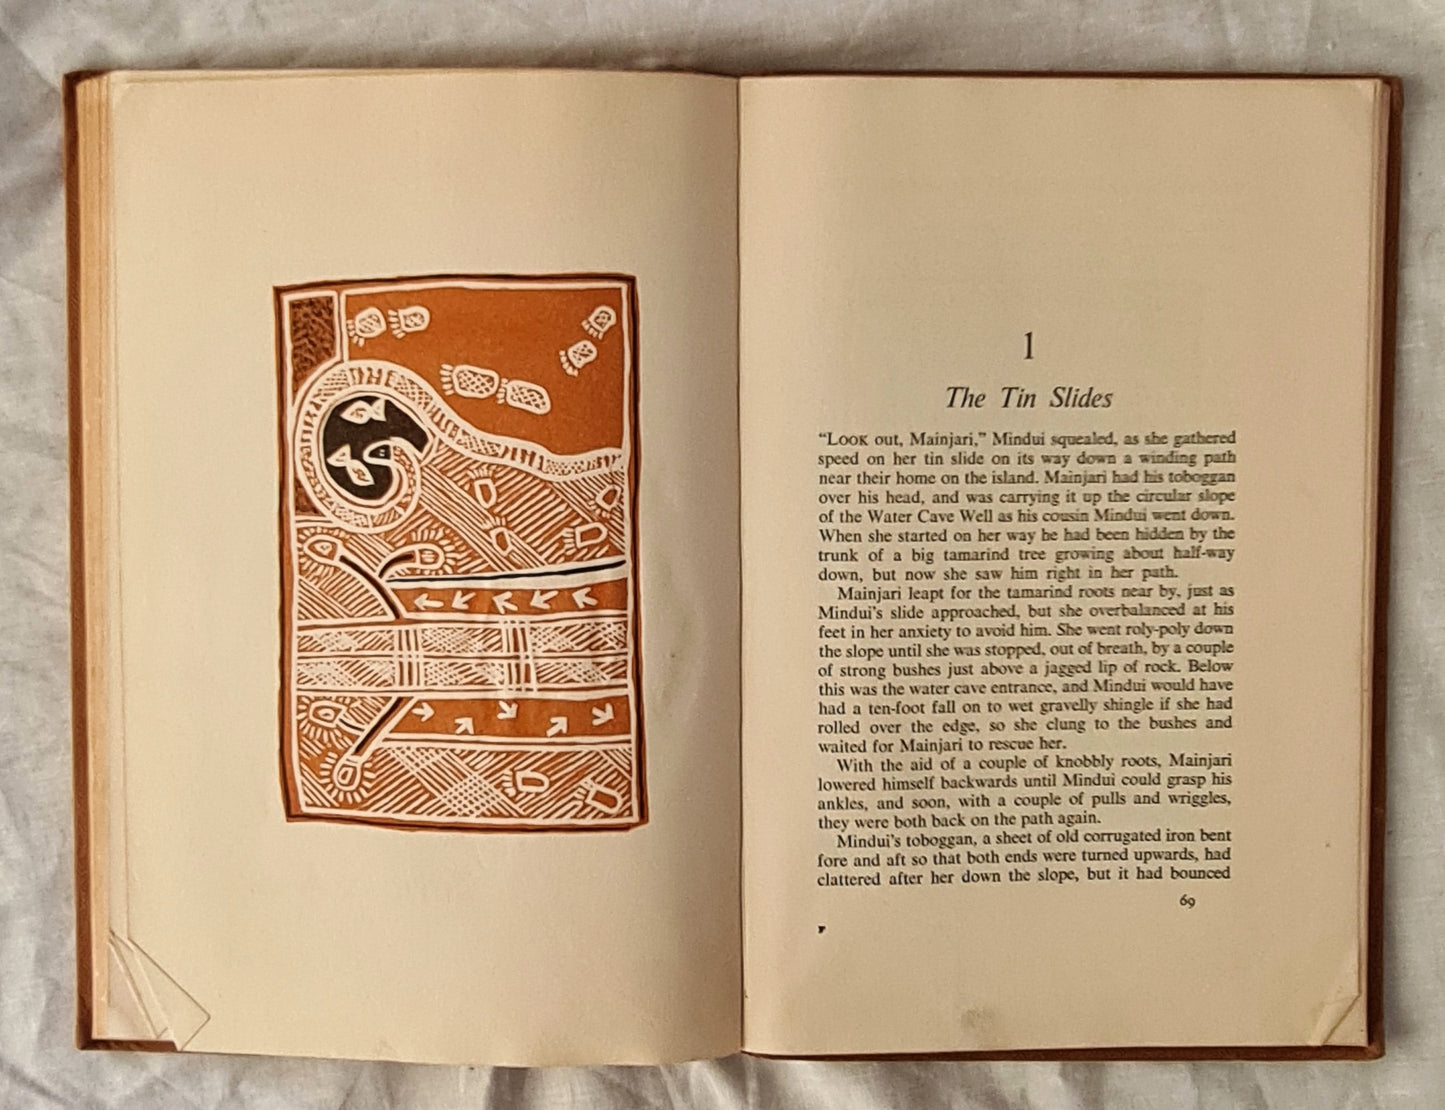 1
The Tin Slides
“LOOK out, Mainjari,” Mindui squealed, as she gathered
speed on her tin slide on its way down a winding path
near their home on the island. Mainjari had his toboggan
over his head, and was carrying it up the circular slope
of the Water Cave Well as his cousin Mindui went down.
When she started on her way he had been hidden by the
trunk of a big tamarind tree growing about half-way
down, but now she saw him right in her path.
Mainjari leapt for the tamarind roots near by, just as
Mindui’s slide approached, but she overbalanced at his
feet in her anxiety to avoid him. She went roly-poly down
the slope until she was stopped, out of breath, by a couple
of strong bushes just above a jagged lip of rock. Below
this was the water cave entrance, and Mindui would have
had a ten-foot fall on to wet gravelly shingle if she had
rolled over the edge, so she clung to the bushes and
waited for Mainjari to rescue her.
With the aid of a couple of knobbly roots, Mainjari
lowered himself backwards until Mindui could grasp his
ankles, and soon, with a couple of pulls and wriggles,
they were both back on the path again.
Mindui’s toboggan, a sheet of old corrugated iron bent
fore and aft so that both ends were turned upwards, had
clattered after her down the slope, but it had bounced
69
F